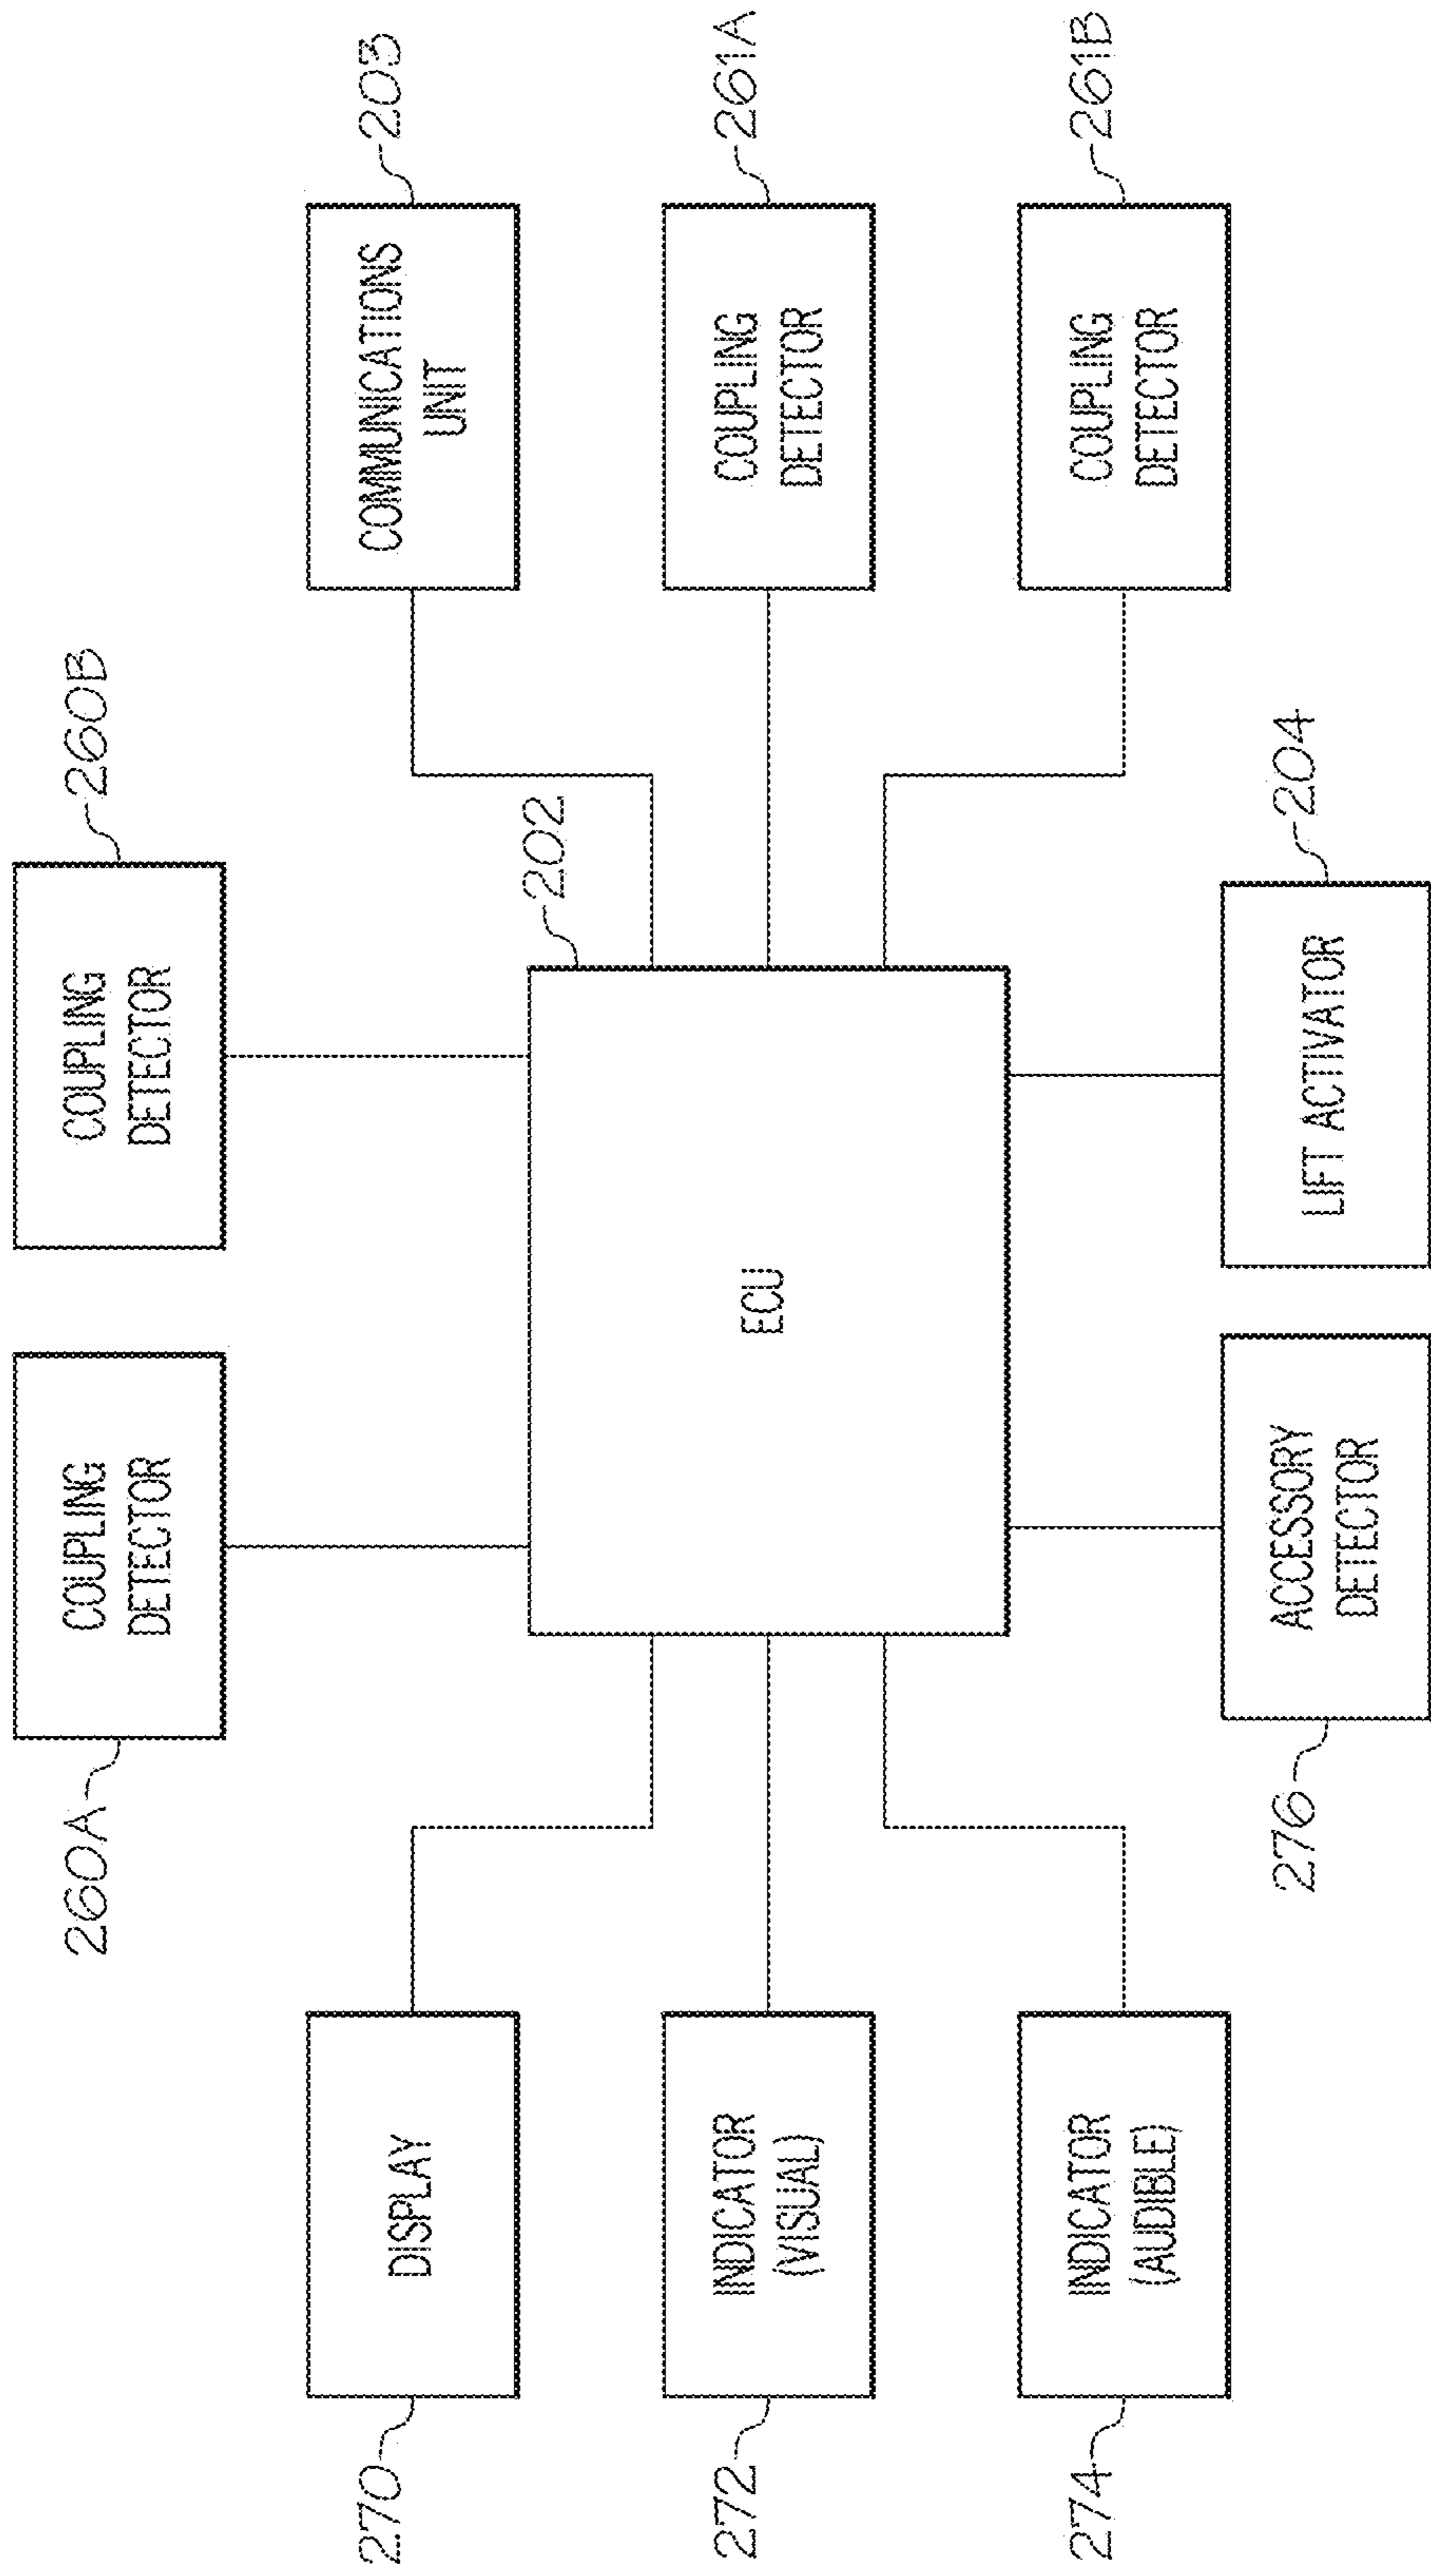 260A
COUPLING
DETECTOR
COUPLING
DETECTOR
260B
270
DISPLAY
COMMUNICATIONS
UNIT
203
202
272
INDICATOR
(VISUAL)
ECU
COUPLING
DETECTOR
261A
274
INDICATOR
(AUDIBLE)
COUPLING
DETECTOR
261B
276
ACCESSORY
DETECTOR
LIFT ACTIVATOR
204